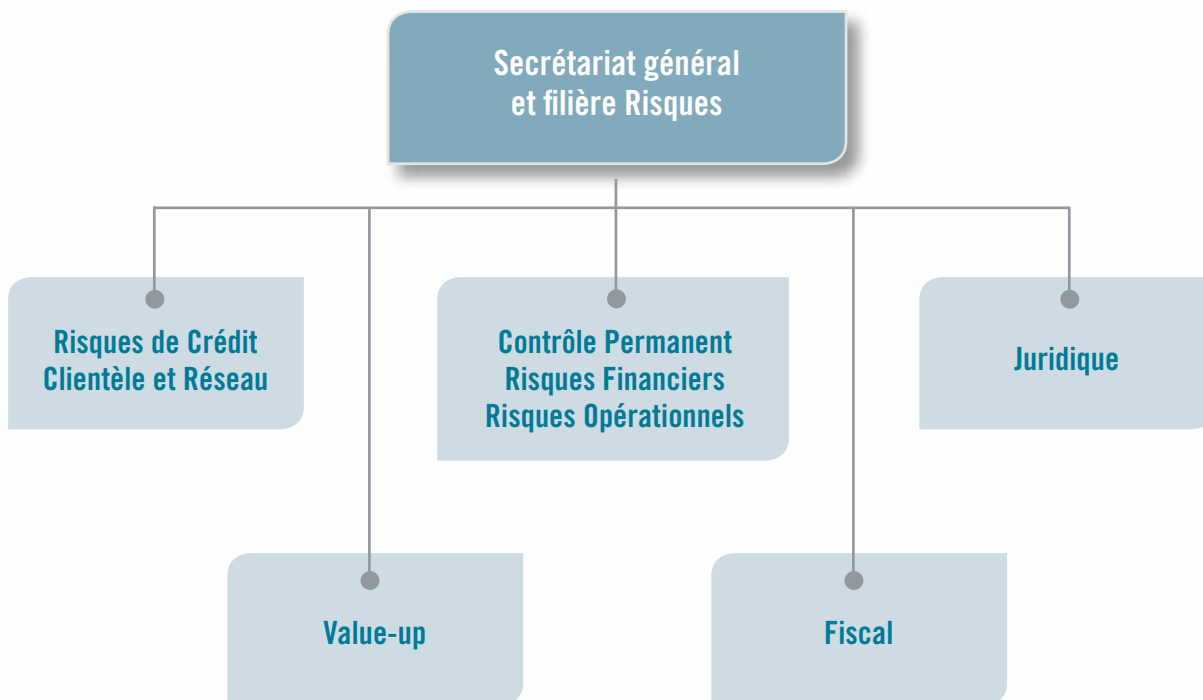 Secrétariat général
et filière Risques
Risques de Crédit
Clientèle et Réseau
Contrôle Permanent
Risques Financiers
Risques Opérationnels
Juridique
Value-up
Fiscal